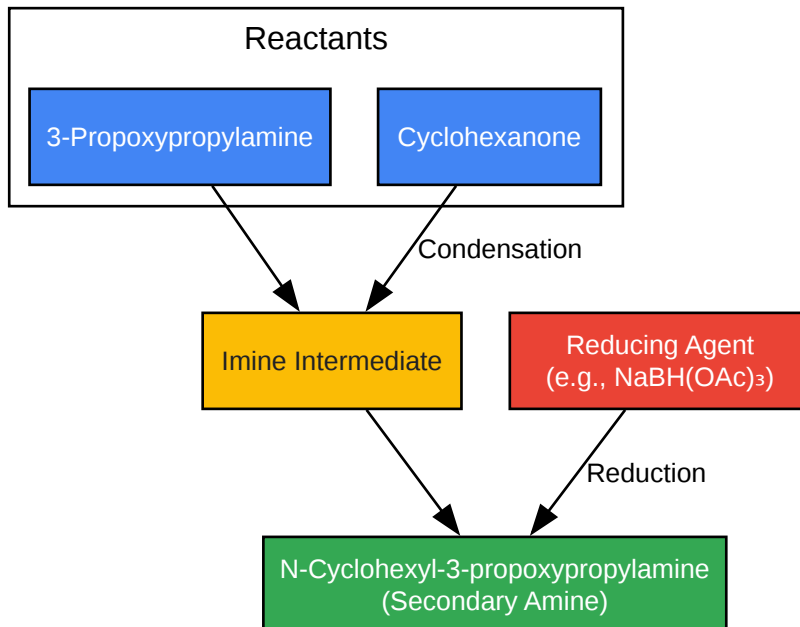 Reactants
3-Propoxypropylamine
Cyclohexanone
Condensation
Imine Intermediate
Reducing Agent
(e.g., NaBH(OAc)₃)
Reduction
N-Cyclohexyl-3-propoxypropylamine
(Secondary Amine)